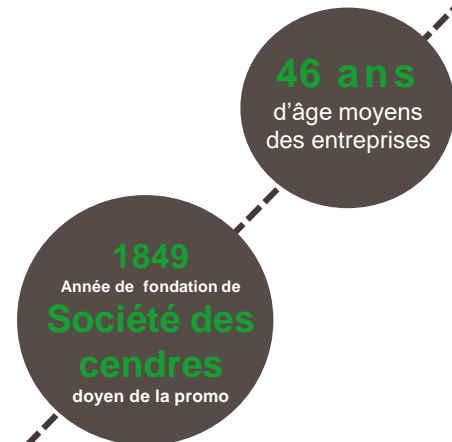 46 ans
d'âge moyens
des entreprises
1849
Année de fondation de
Société des
cendres
doyen de la promo